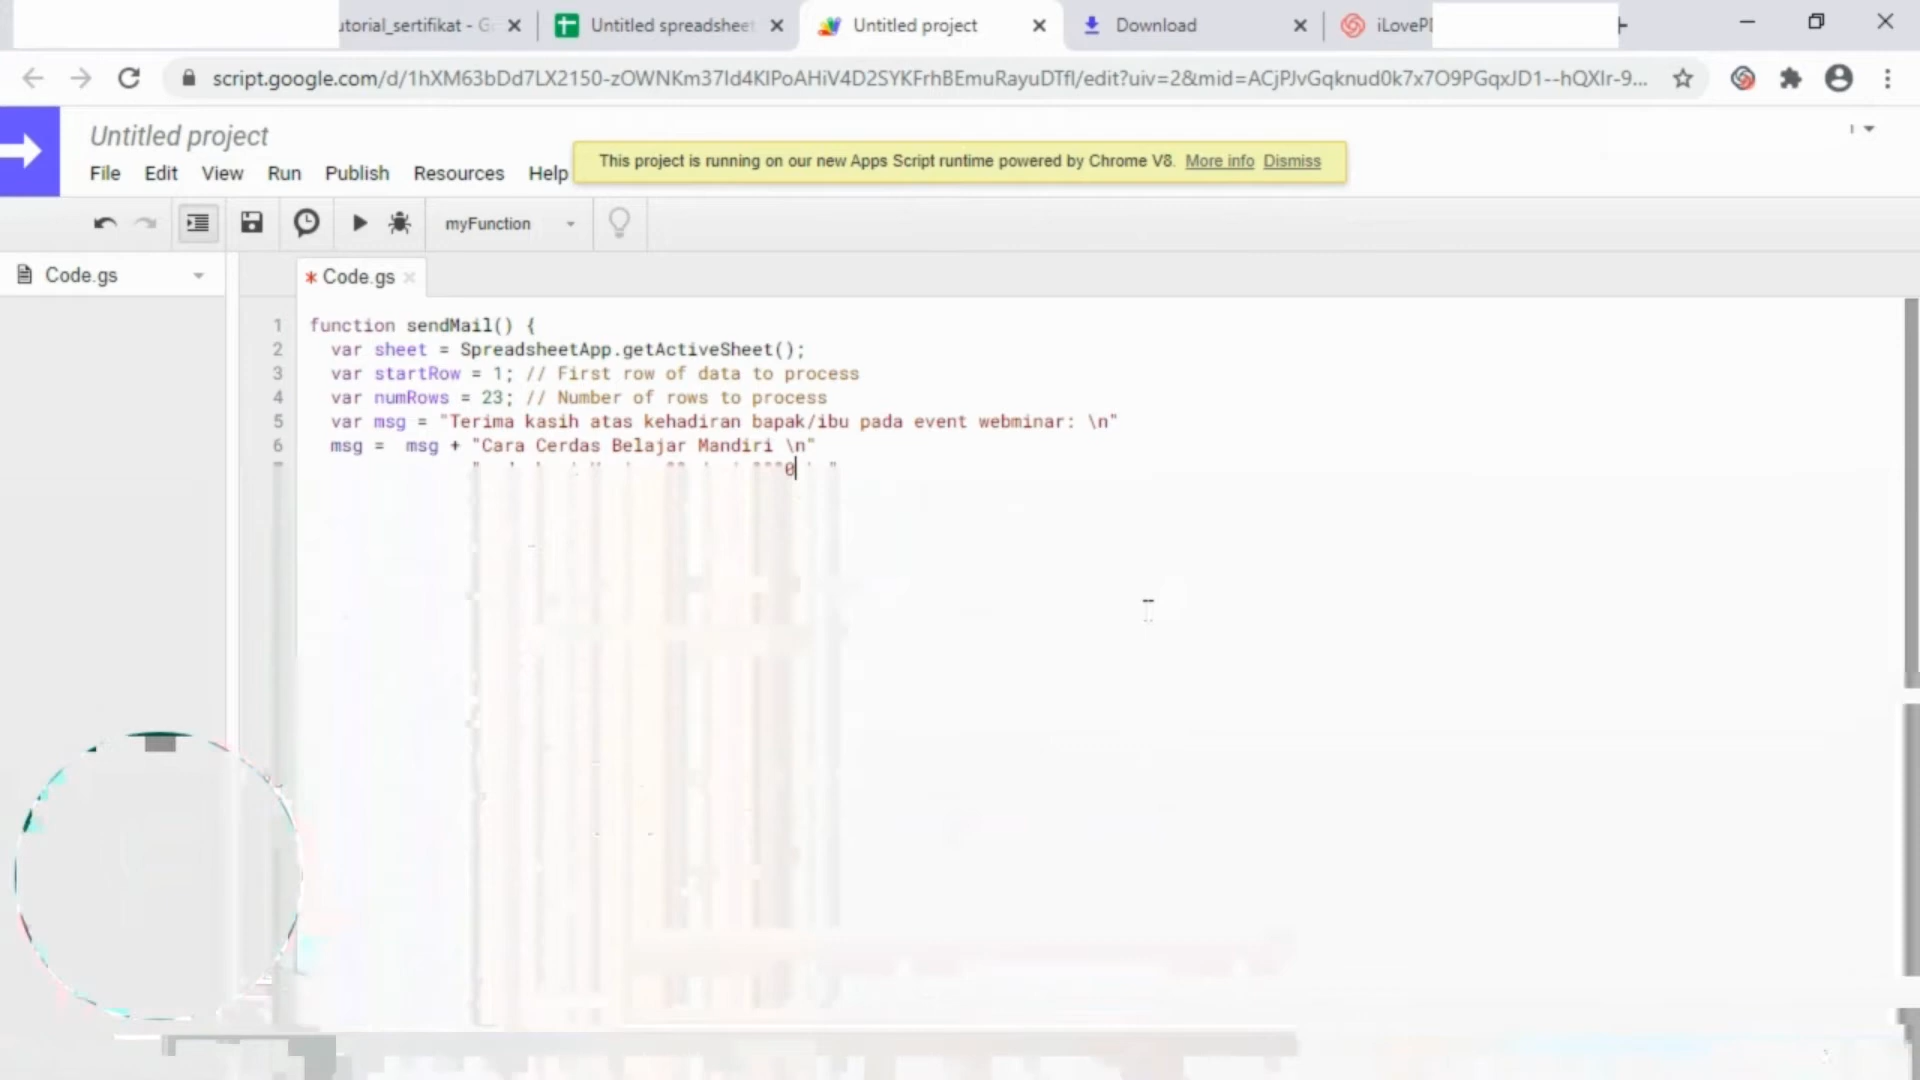 utorial_sertifikat - G
Untitled spreadshee
Untitled project
Download
iLoveP
script.google.com/d/1hXM63bDd7LX2150-zOWNKm37Id4KlPoAHiV4D2SYKFrhBEmuRayuDTfl/edit?uiv=2&mid=ACjPJvGqknud0k7x7O9PGqxJD1--hQXIr-9...
Untitled project
File Edit View Run Publish Resources Help
This project is running on our new Apps Script runtime powered by Chrome V8. More info Dismiss
myFunction
Code.gs
* Code.gs
1 function sendMail() {
2 var sheet = SpreadsheetApp.getActiveSheet();
3 var startRow = 1; // First row of data to process
4 var numRows = 23; // Number of rows to process
5 var msg = "Terima kasih atas kehadiran bapak/ibu pada event webminar: \n"
6 msg = msg + "Cara Cerdas Belajar Mandiri \n"